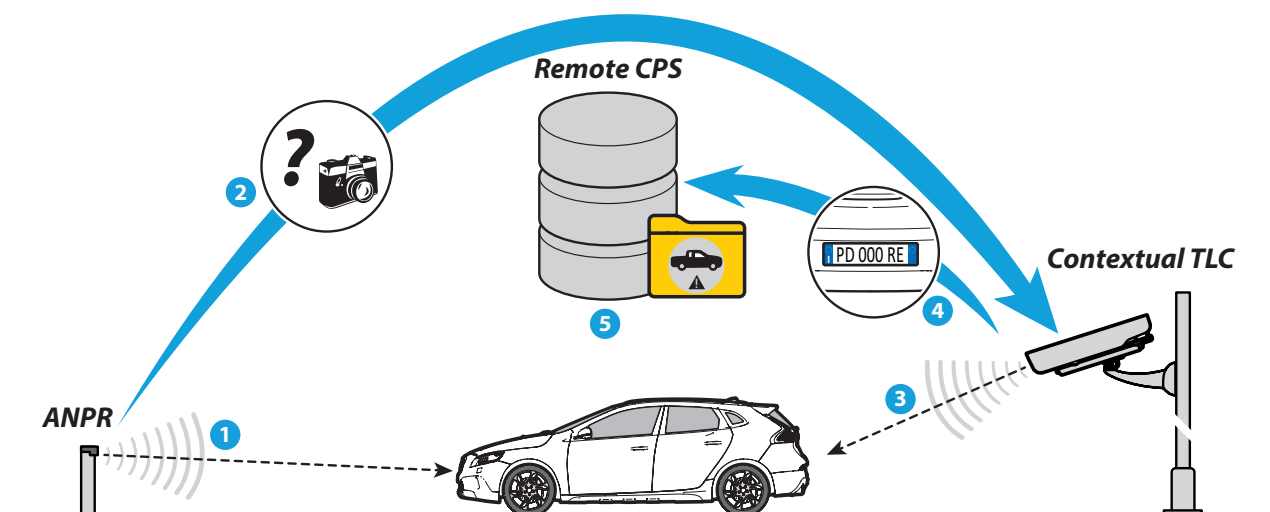 Remote CPS
?
2
PD 000 RE
I
Contextual TLC
4
5
3
ANPR
1